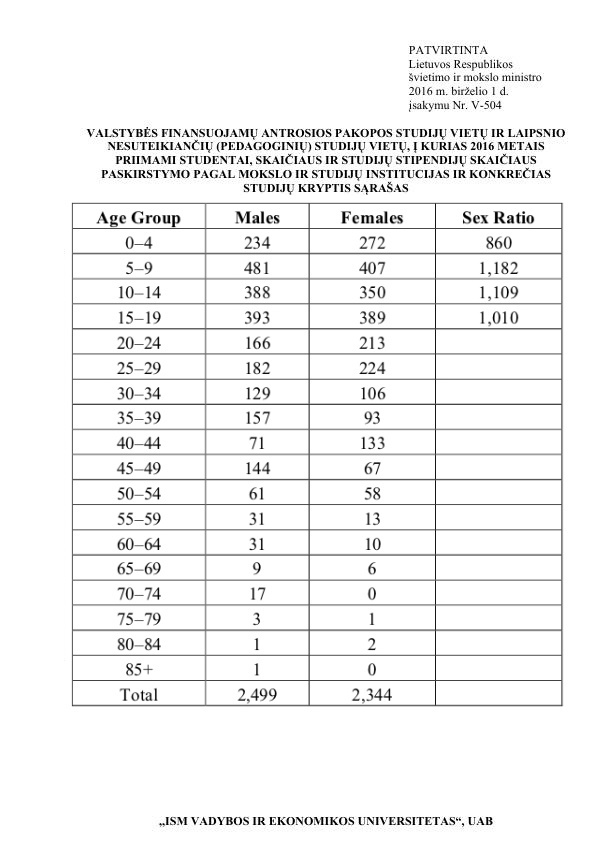 PATVIRTINTA
Lietuvos Respublikos
švietimo ir mokslo ministro
2016 m. birželio 1 d.
įsakymu Nr. V-504
VALSTYBĖS FINANSUOJAMŲ ANTROSIOS PAKOPOS STUDIJŲ VIETŲ IR LAIPSNIO
NESUTEIKIANČIŲ (PEDAGOGINIŲ) STUDIJŲ VIETŲ, Į KURIAS 2016 METAIS
PRIIMAMI STUDENTAI, SKAIČIAUS IR STUDIJŲ STIPENDIJŲ SKAIČIAUS
PASKIRSTYMO PAGAL MOKSLO IR STUDIJŲ INSTITUCIJAS IR KONKREČIAS
STUDIJŲ KRYPTIS SĄRAŠAS
Age Group Males Females Sex Ratio
0–4 234 272 860
5–9 481 407 1,182
10–14 388 350 1,109
15–19 393 389 1,010
20–24 166 213
25–29 182 224
30–34 129 106
35–39 157 93
40–44 71 133
45–49 144 67
50–54 61 58
55–59 31 13
60–64 31 10
65–69 9 6
70–74 17 0
75–79 3 1
80–84 1 2
85+ 1 0
Total 2,499 2,344
„ISM VADYBOS IR EKONOMIKOS UNIVERSITETAS“, UAB